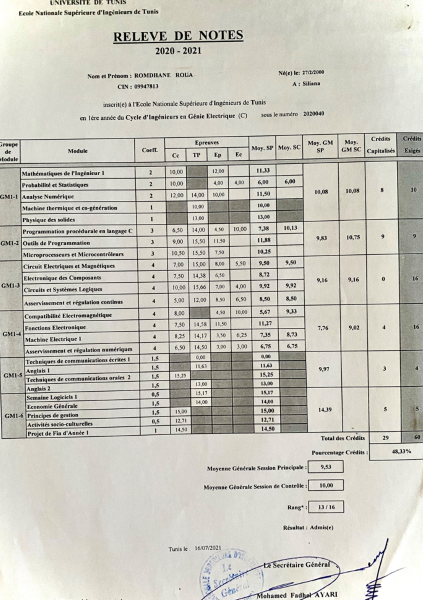 UNIVERSITE DE TUNIS
Ecole Nationale Supérieure d'Ingénieurs de Tunis
RELEVE DE NOTES
2020 - 2021
Nom et Prénom : ROMDHANE ROUA Né(e) le: 27/2/2000
CIN : 09947813 A : Siliana
inscrit(e) à l'Ecole Nationale Supérieure d'Ingénieurs de Tunis
en 1ère année du Cycle d'Ingénieurs en Génie Electrique (C) sous le numéro : 2020040
Groupe de Module Module Coeff. Epreuves Moy. SP Moy. SC Moy. GM SP Moy. GM SC Crédits Capitalisés Crédits Exigés
Cc TP Ep Ec
GM1-1 10,08 10,08 8 10
Mathématiques de l'Ingénieur 1 2 10,00 12,00 11,33
Probabilité et Statistiques 2 10,00 4,00 4,00 6,00 6,00
Analyse Numérique 2 12,00 14,00 10,00 11,50
Machine thermique et co-génération 1 10,00 10,00
Physique des solides 1 13,00 13,00
GM1-2 9,83 10,75 9 9
Programmation procédurale en langage C 3 6,50 14,00 4,50 10,00 7,38 10,13
Outils de Programmation 3 9,00 15,50 11,50 11,88
Microprocesseurs et Microcontrôleurs 3 10,50 15,50 7,50 10,25
GM1-3 9,16 9,16 0 16
Circuit Electriques et Magnétiques 4 7,00 15,00 8,00 5,50 9,50 9,50
Electronique des Composants 4 7,50 14,38 6,50 8,72
Circuits et Systèmes Logiques 4 10,00 15,66 7,00 4,00 9,92 9,92
Asservissement et régulation continus 4 5,00 12,00 8,50 6,50 8,50 8,50
GM1-4 7,76 9,02 4 16
Compatibilité Electromagnétique 4 8,00 4,50 10,00 5,67 9,33
Fonctions Electronique 4 7,50 14,58 11,50 11,27
Machine Electrique 1 4 8,25 14,17 3,50 6,25 7,35 8,73
Asservissement et régulation numériques 4 6,50 14,50 3,00 3,00 6,75 6,75
GM1-5 9,97 3 4
Techniques de communications écrites 1 1,5 0,00 0,00
Anglais 1 1,5 11,63 11,63
Techniques de communications orales 2 1,5 15,25 15,25
Anglais 2 1,5 13,00 13,00
GM1-6 14,39 5 5
Semaine Logiciels 1 0,5 15,17 15,17
Economie Générale 1,5 14,00 14,00
Principes de gestion 1,5 15,00 15,00
Activités socio-culturelles 0,5 12,71 12,71
Projet de Fin d'Année 1 1 14,50 14,50
Total des Crédits 29 60
Pourcentage Crédits : 48,33%
Moyenne Générale Session Principale : 9,53
Moyenne Générale Session de Contrôle : 10,00
Rang* : 13 / 16
Résultat : Admis(e)
Tunis le 10/07/2021
Le Secrétaire Général
Le
Secrétaire
Général
Mohamed Fadhel AYARI